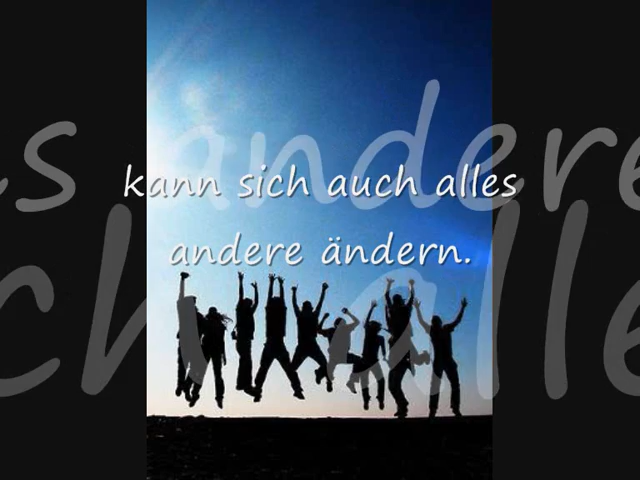 kann sich auch alles
andere ändern.